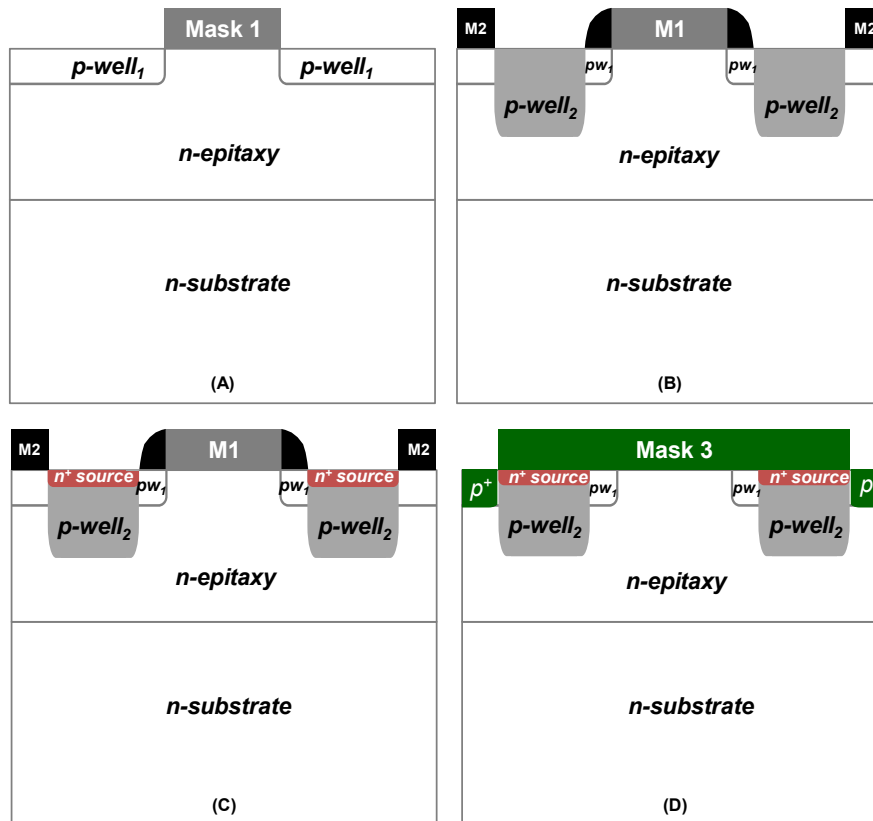 Mask 1
p-well₁ p-well₁
n-epitaxy
n-substrate
(A)
M2 M1 M2
pw₁ pw₁
p-well₂ p-well₂
n-epitaxy
n-substrate
(B)
M2 M1 M2
n⁺ source pw₁ pw₁ n⁺ source
p-well₂ p-well₂
n-epitaxy
n-substrate
(C)
Mask 3
p⁺ n⁺ source pw₁ pw₁ n⁺ source p
p-well₂ p-well₂
n-epitaxy
n-substrate
(D)